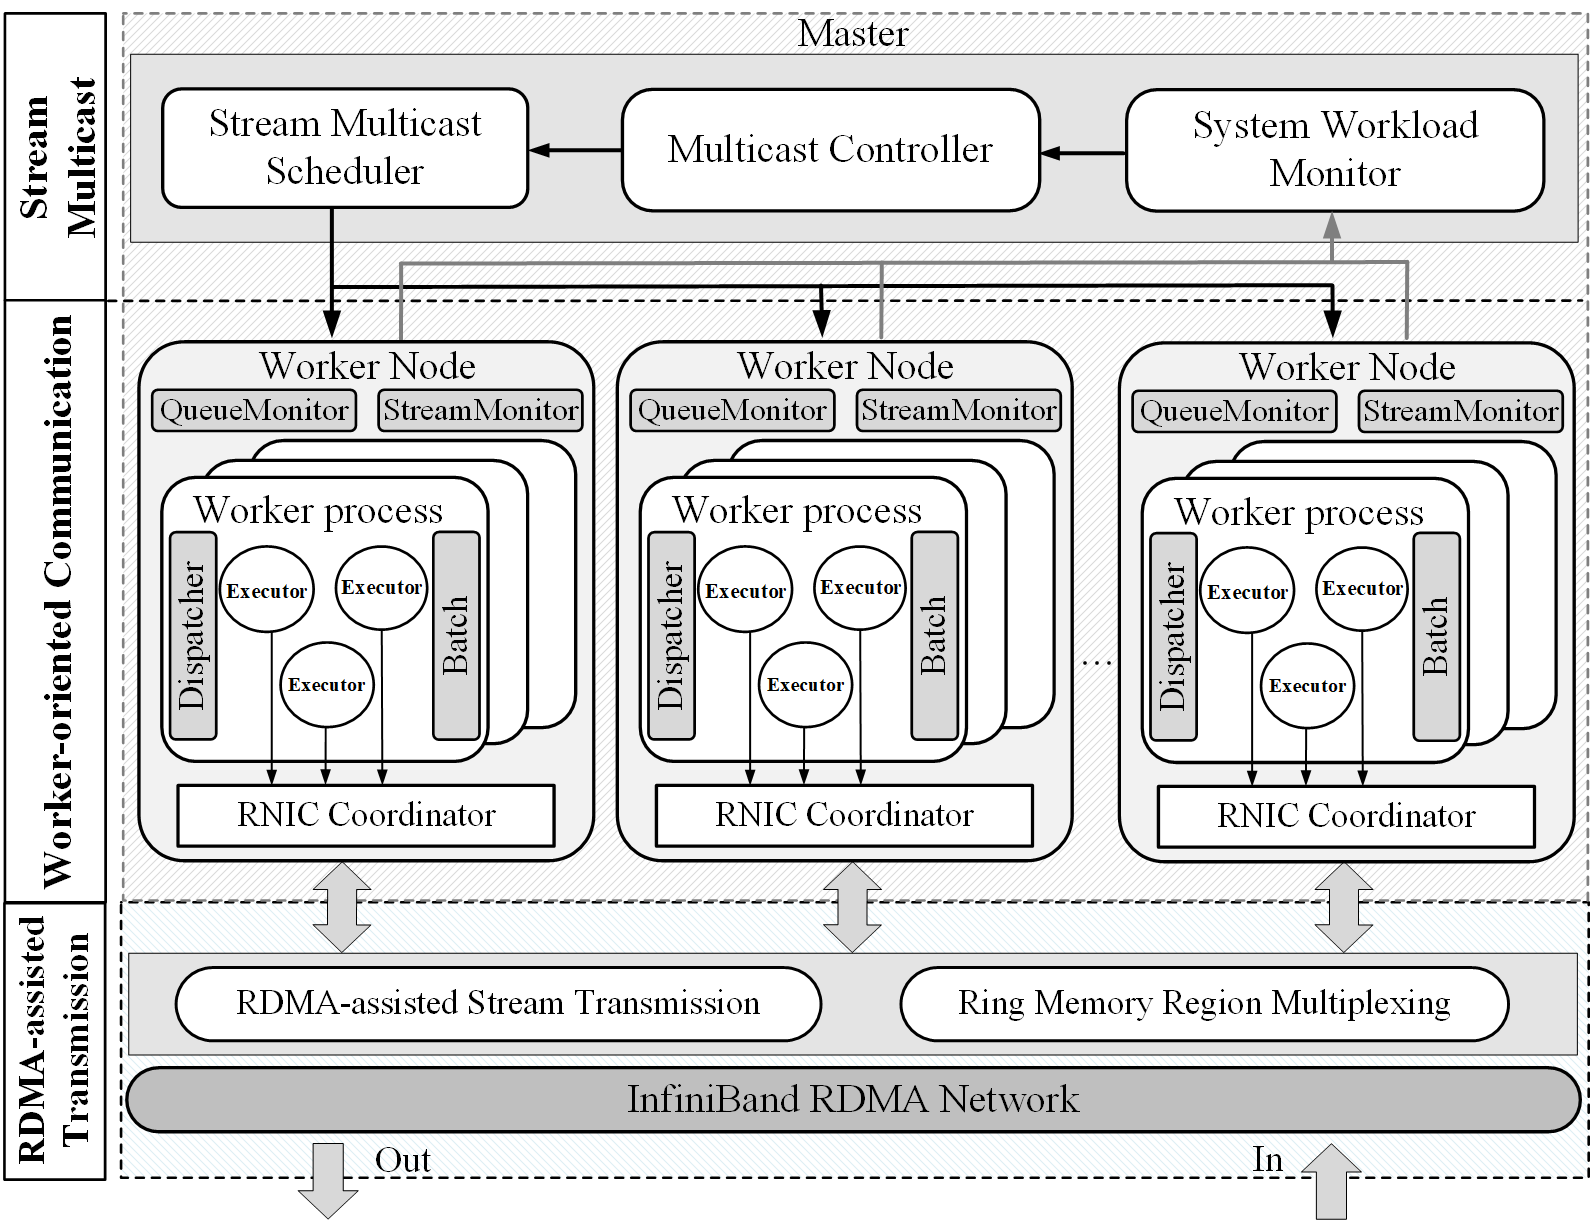 Stream
Multicast
Master
Stream Multicast
Scheduler
Multicast Controller
System Workload
Monitor
Worker-oriented Communication
Worker Node
QueueMonitor
StreamMonitor
Worker process
Dispatcher
Executor
Executor
Executor
Batch
RNIC Coordinator
Worker Node
QueueMonitor
StreamMonitor
Worker process
Dispatcher
Executor
Executor
Executor
Batch
RNIC Coordinator
...
Worker Node
QueueMonitor
StreamMonitor
Worker process
Dispatcher
Executor
Executor
Executor
Batch
RNIC Coordinator
RDMA-assisted
Transmission
RDMA-assisted Stream Transmission
Ring Memory Region Multiplexing
InfiniBand RDMA Network
Out
In